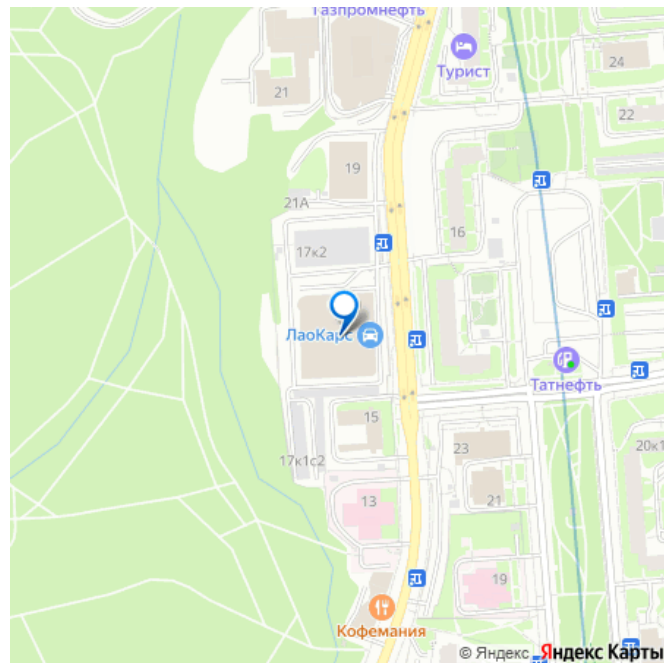 Газпромнефть
Турист
24
21
22
19
21А
16
17к2
ЛаоКарс
Татнефть
15
23
20к1
17к1с2
21
13
19
Кофемания
© Яндекс Яндекс Карты